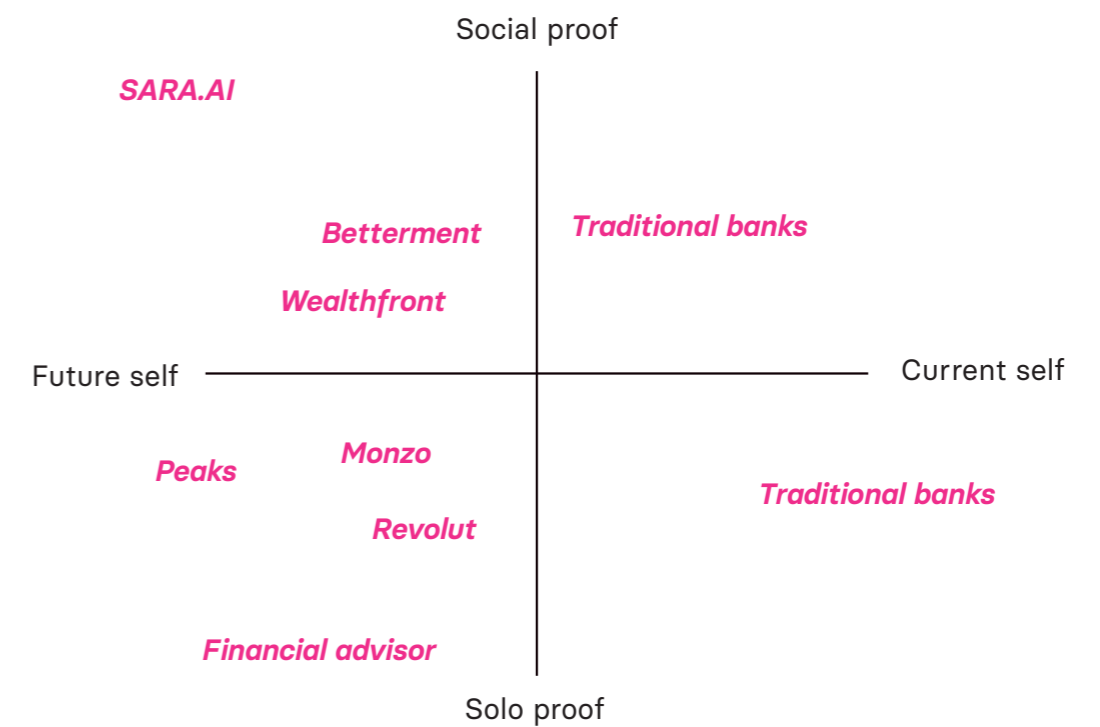 Social proof
SARA.AI
Betterment
Traditional banks
Wealthfront
Future self
Current self
Monzo
Peaks
Traditional banks
Revolut
Financial advisor
Solo proof